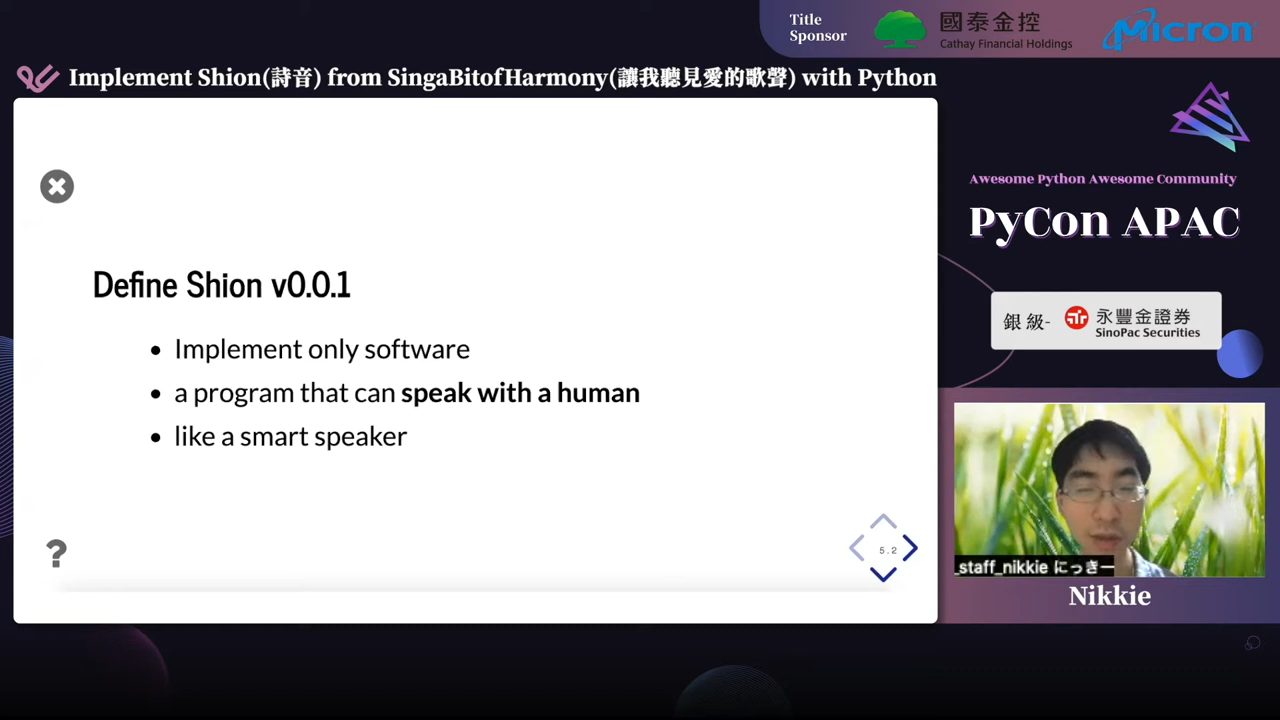 Title
Sponsor
國泰金控
Cathay Financial Holdings
Micron
Implement Shion(詩音) from SingaBitofHarmony(讓我聽見愛的歌聲) with Python
Define Shion v0.0.1
Implement only software
a program that can speak with a human
like a smart speaker
5.2
?
Awesome Python Awesome Community
PyCon APAC
銀級-
永豐金證券
SinoPac Securities
_staff_nikkie にっきー
Nikkie